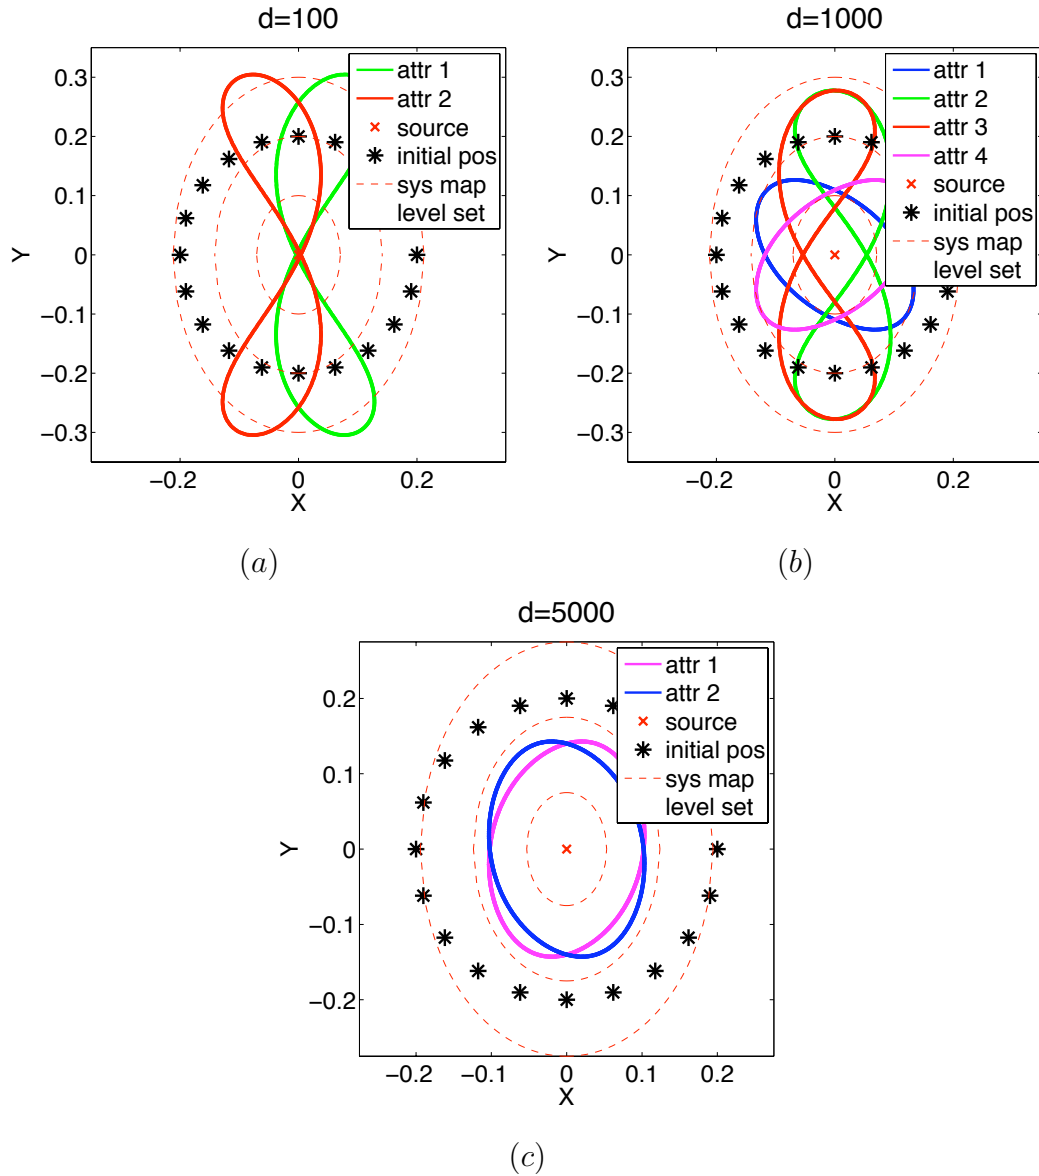 d=100
attr 1
attr 2
source
initial pos
sys map
level set
0.3
0.2
0.1
0
−0.1
−0.2
−0.3
Y
−0.2
0
0.2
X
(a)
d=1000
attr 1
attr 2
attr 3
attr 4
source
initial pos
sys map
level set
0.3
0.2
0.1
0
−0.1
−0.2
−0.3
Y
−0.2
0
0.2
X
(b)
d=5000
attr 1
attr 2
source
initial pos
sys map
level set
0.2
0.1
0
−0.1
−0.2
Y
−0.2
−0.1
0
0.1
0.2
X
(c)